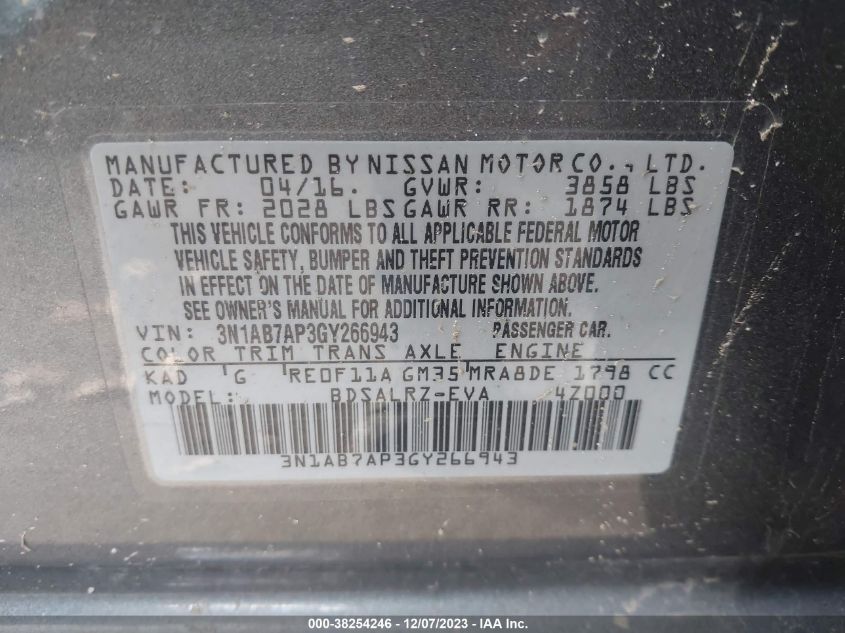 MANUFACTURED BY NISSAN MOTOR CO., LTD.
DATE: 04/16. GVWR: 3858 LBS
GAWR FR: 2028 LBS GAWR RR: 1874 LBS
THIS VEHICLE CONFORMS TO ALL APPLICABLE FEDERAL MOTOR
VEHICLE SAFETY, BUMPER AND THEFT PREVENTION STANDARDS
IN EFFECT ON THE DATE OF MANUFACTURE SHOWN ABOVE.
SEE OWNER'S MANUAL FOR ADDITIONAL INFORMATION.
VIN: 3N1AB7AP3GY266943 PASSENGER CAR.
COLOR TRIM TRANS AXLE ENGINE
KAD G RE0F11A GM35 MRA8DE 1798 CC
MODEL: BDSALRZ-EVA 4Z000
3N1AB7AP3GY266943
000-38254246 - 12/07/2023 - IAAI.com